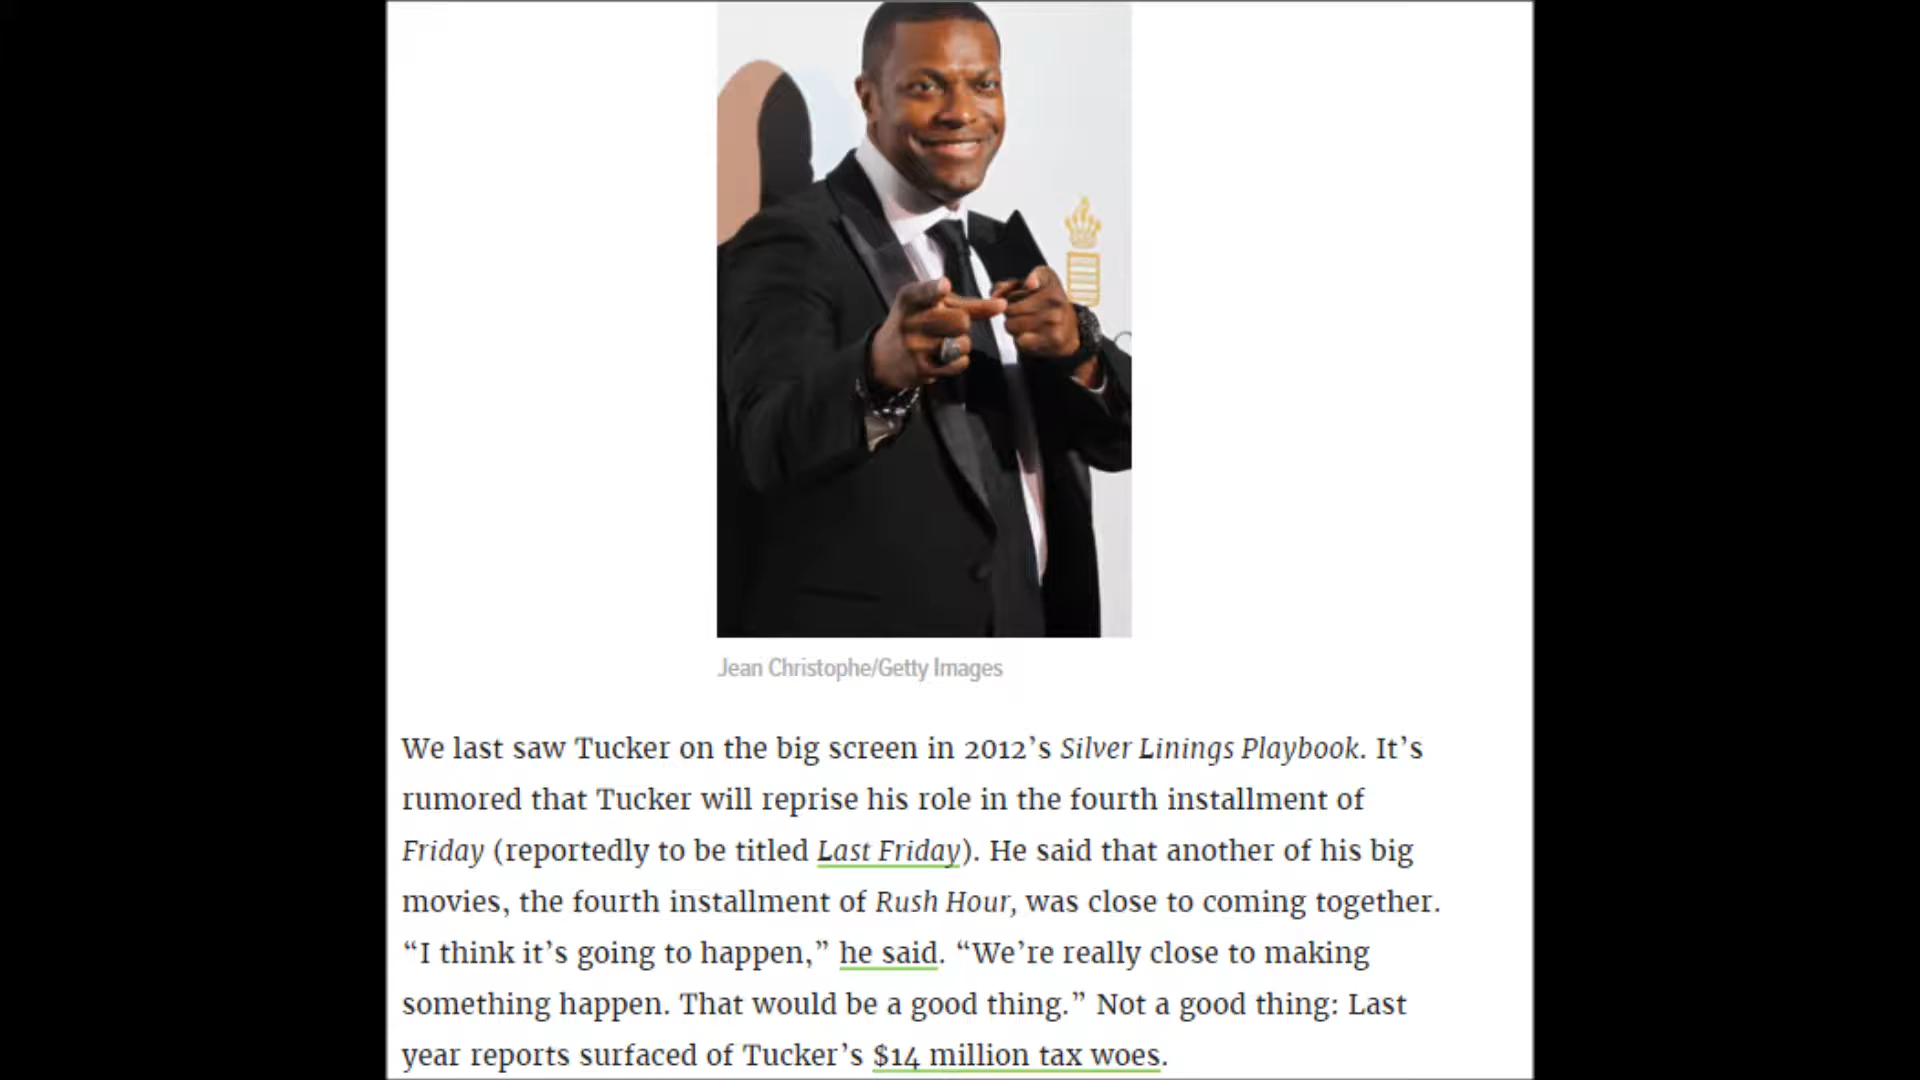 Jean Christophe/Getty Images
We last saw Tucker on the big screen in 2012’s Silver Linings Playbook. It’s
rumored that Tucker will reprise his role in the fourth installment of
Friday (reportedly to be titled Last Friday). He said that another of his big
movies, the fourth installment of Rush Hour, was close to coming together.
“I think it’s going to happen,” he said. “We’re really close to making
something happen. That would be a good thing.” Not a good thing: Last
year reports surfaced of Tucker’s $14 million tax woes.